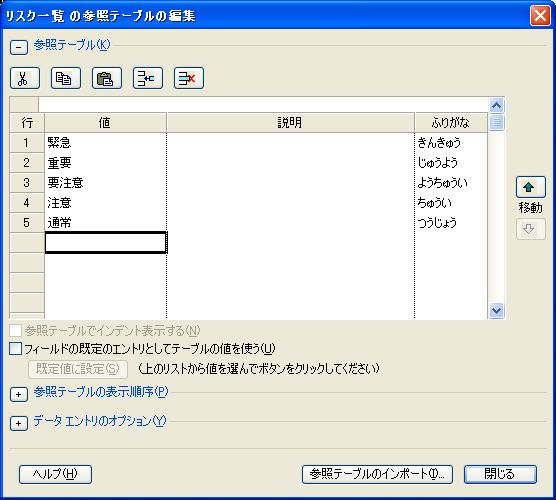 リスク一覧 の参照テーブルの編集
参照テーブル(K)
行 値 説明 ふりがな
1 緊急 きんきゅう
2 重要 じゅうよう
3 要注意 ようちゅうい
4 注意 ちゅうい
5 通常 つうじょう
移動
参照テーブルでインデント表示する(N)
フィールドの既定のエントリとしてテーブルの値を使う(U)
既定値に設定(S) (上のリストから値を選んでボタンをクリックしてください)
参照テーブルの表示順序(P)
データ エントリのオプション(Y)
ヘルプ(H) 参照テーブルのインポート(I)... 閉じる